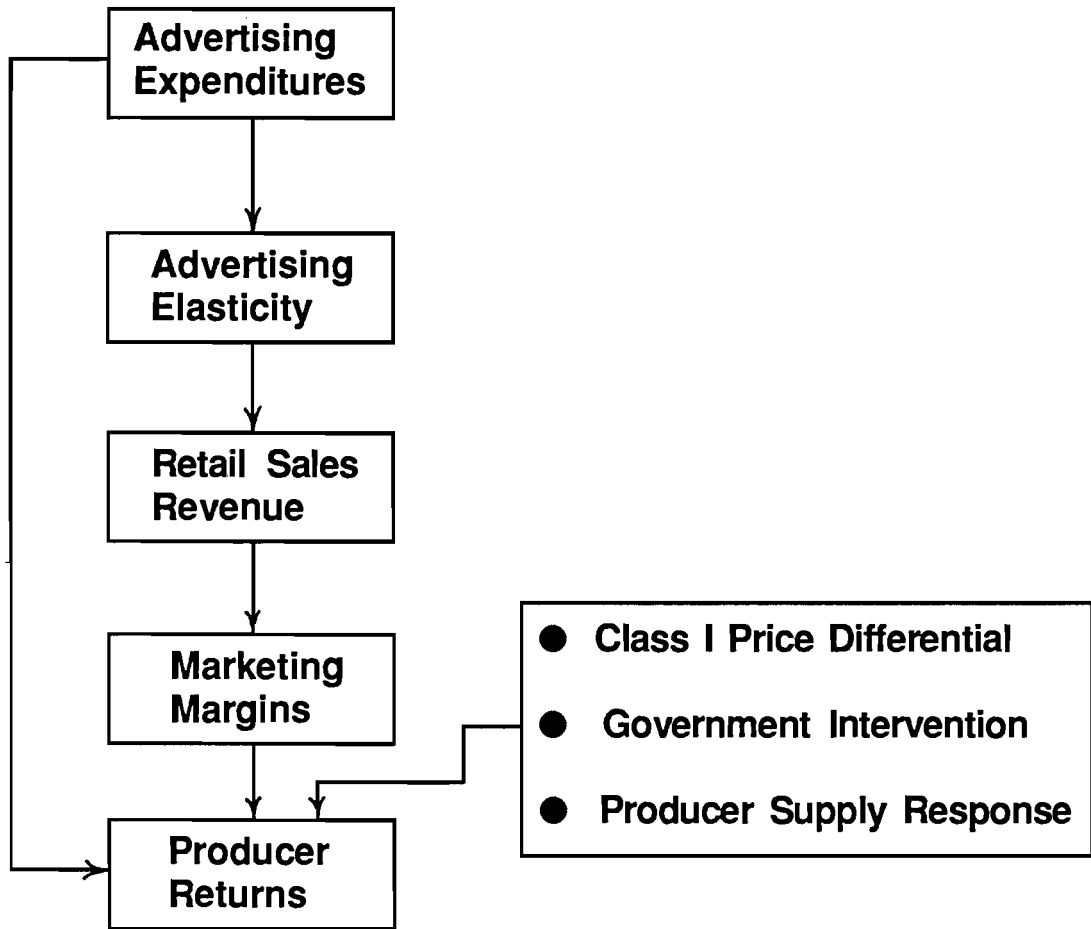 Advertising
Expenditures
Advertising
Elasticity
Retail Sales
Revenue
Marketing
Margins
Producer
Returns
● Class I Price Differential
● Government Intervention
● Producer Supply Response